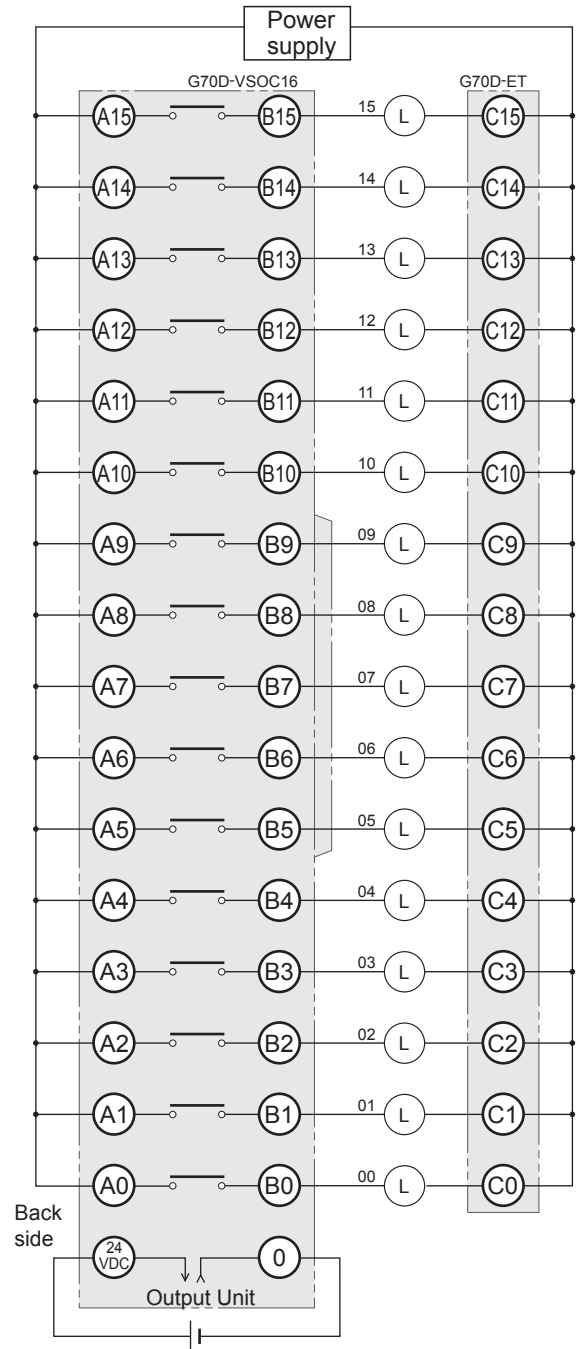 Power
supply
G70D-VSOC16 G70D-ET
A15 B15 15 L C15
A14 B14 14 L C14
A13 B13 13 L C13
A12 B12 12 L C12
A11 B11 11 L C11
A10 B10 10 L C10
A9 B9 09 L C9
A8 B8 08 L C8
A7 B7 07 L C7
A6 B6 06 L C6
A5 B5 05 L C5
A4 B4 04 L C4
A3 B3 03 L C3
A2 B2 02 L C2
A1 B1 01 L C1
A0 B0 00 L C0
Back
side
24
VDC 0
Output Unit